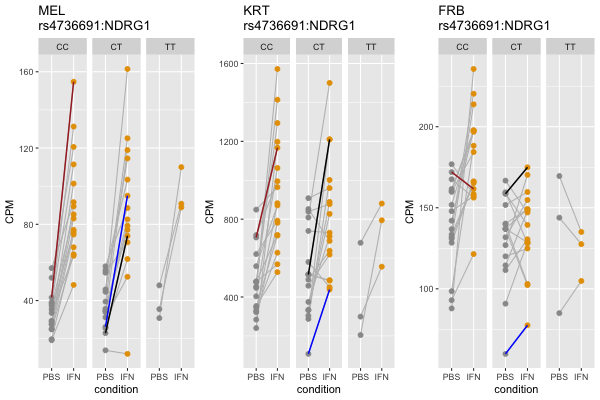 MEL
rs4736691:NDRG1
CC CT TT
160
120
80
40
CPM
PBS IFN PBS IFN PBS IFN
condition
KRT
rs4736691:NDRG1
CC CT TT
1600
1200
800
400
CPM
PBS IFN PBS IFN PBS IFN
condition
FRB
rs4736691:NDRG1
CC CT TT
200
150
100
CPM
PBS IFN PBS IFN PBS IFN
condition